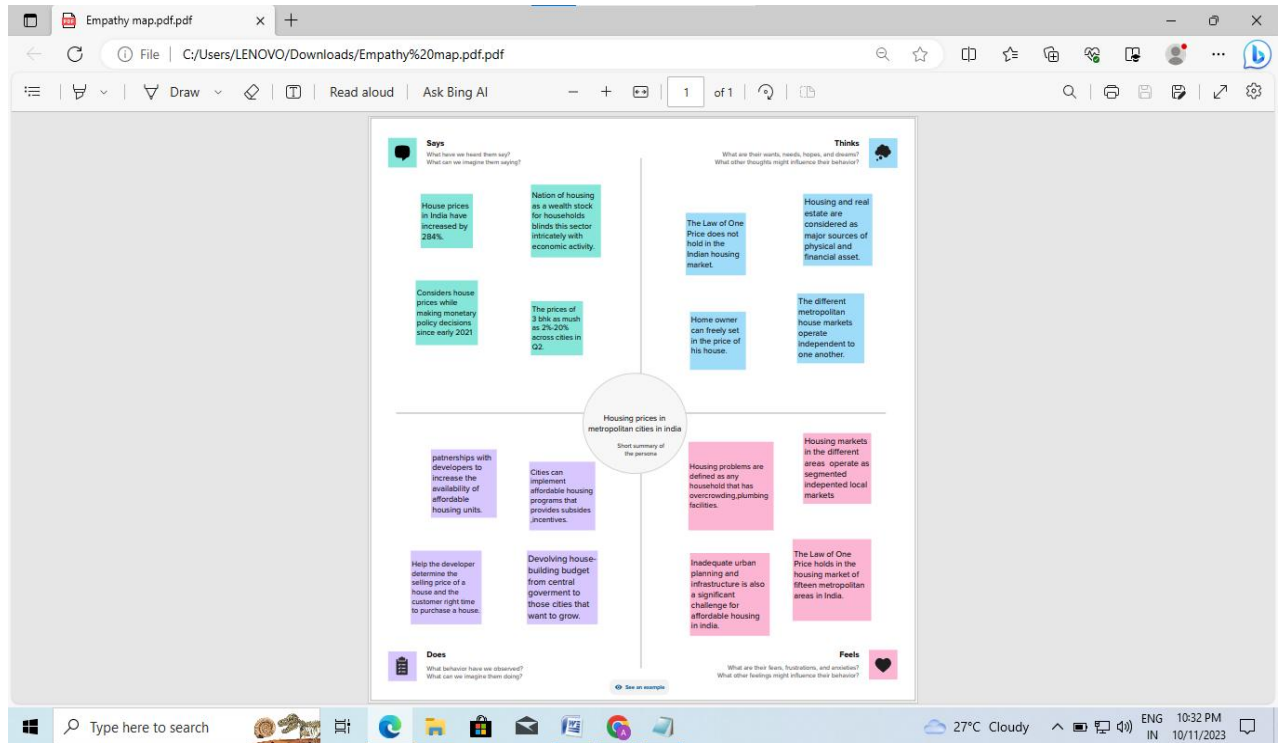 Empathy map.pdf.pdf
File | C:/Users/LENOVO/Downloads/Empathy%20map.pdf.pdf
Draw
Read aloud
Ask Bing AI
1 of 1
Says
What have we heard them say?
What can we imagine them saying?
House prices
in India have
increased by
284%.
Nation of housing
as a wealth stock
for households
blinds this sector
intricately with
economic activity.
Considers house
prices while
making monetary
policy decisions
since early 2021
The prices of
3 bhk as mush
as 2%-20%
across cities in
Q2.
Thinks
What are their wants, needs, hopes, and dreams?
What other thoughts might influence their behavior?
The Law of One
Price does not
hold in the
Indian housing
market.
Housing and real
estate are
considered as
major sources of
physical and
financial asset.
Home owner
can freely set
in the price of
his house.
The different
metropolitan
house markets
operate
independent to
one another.
Housing prices in
metropolitan cities in india
Short summary of
the persona
patnerships with
developers to
increase the
availability of
affordable
housing units.
Cities can
implement
affordable housing
programs that
provides subsides
,incentives.
Help the developer
determine the
selling price of a
house and the
customer right time
to purchase a house.
Devolving house-
building budget
from central
goverment to
those cities that
want to grow.
Does
What behavior have we observed?
What can we imagine them doing?
Housing problems are
defined as any
household that has
overcrowding,plumbing
facilities.
Housing markets
in the different
areas operate as
segmented
indepented local
markets
Inadequate urban
planning and
infrastructure is also
a significant
challenge for
affordable housing
in india.
The Law of One
Price holds in the
housing market of
fifteen metropolitan
areas in India.
Feels
What are their fears, frustrations, and anxieties?
What other feelings might influence their behavior?
See an example
Type here to search
27°C Cloudy
ENG
IN
10:32 PM
10/11/2023